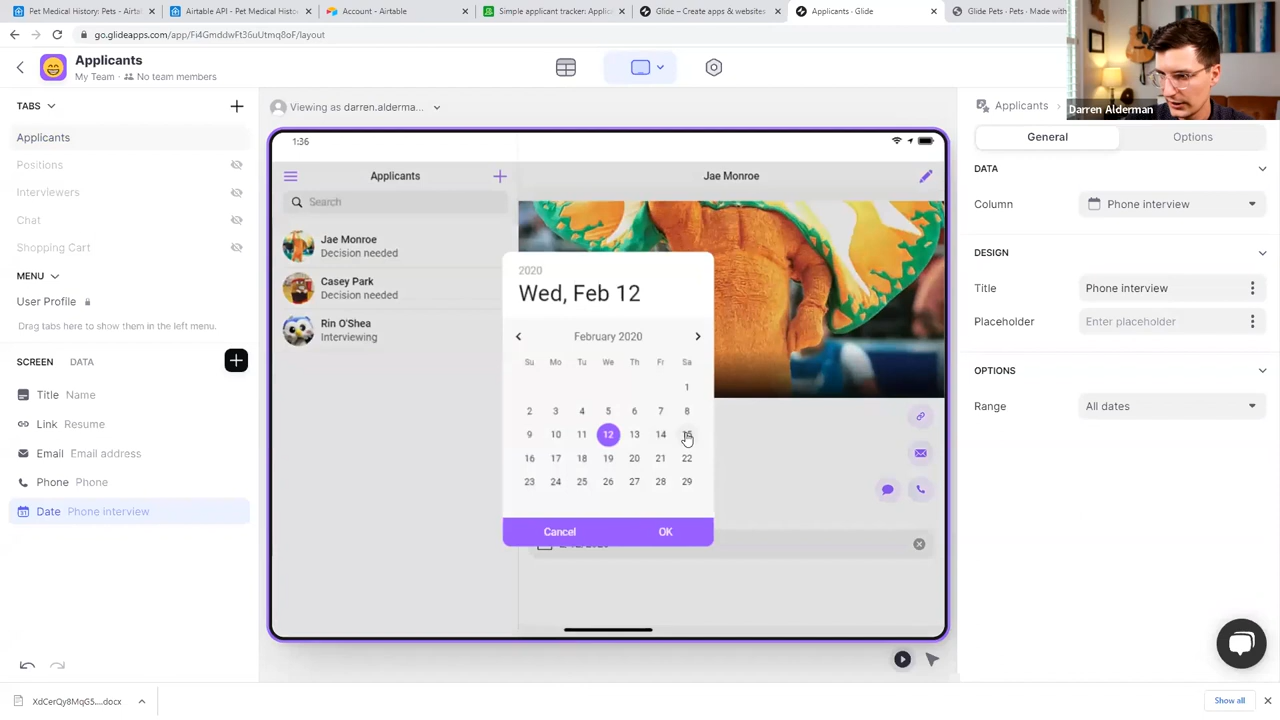 Pet Medical History: Pets - Airtabl
Airtable API - Pet Medical Histor
Account - Airtable
Simple applicant tracker: Applic
Glide – Create apps & websites
Applicants · Glide
Glide Pets · Pets · Made with
go.glideapps.com/app/Fi4GmddwFt36uUtmq8oF/layout
Applicants
My Team · No team members
TABS
Applicants
Positions
Interviewers
Chat
Shopping Cart
MENU
User Profile
Drag tabs here to show them in the left menu.
SCREEN DATA
Title Name
Link Resume
Email Email address
Phone Phone
Date Phone interview
Viewing as darren.alderma...
1:36
Applicants
Search
Jae Monroe
Decision needed
Casey Park
Decision needed
Rin O'Shea
Interviewing
Jae Monroe
2020
Wed, Feb 12
February 2020
Su Mo Tu We Th Fr Sa
1
2 3 4 5 6 7 8
9 10 11 12 13 14 15
16 17 18 19 20 21 22
23 24 25 26 27 28 29
Cancel OK
Applicants
Darren Alderman
General Options
DATA
Column Phone interview
DESIGN
Title Phone interview
Placeholder Enter placeholder
OPTIONS
Range All dates
XdCerQy8MqG5....docx
Show all